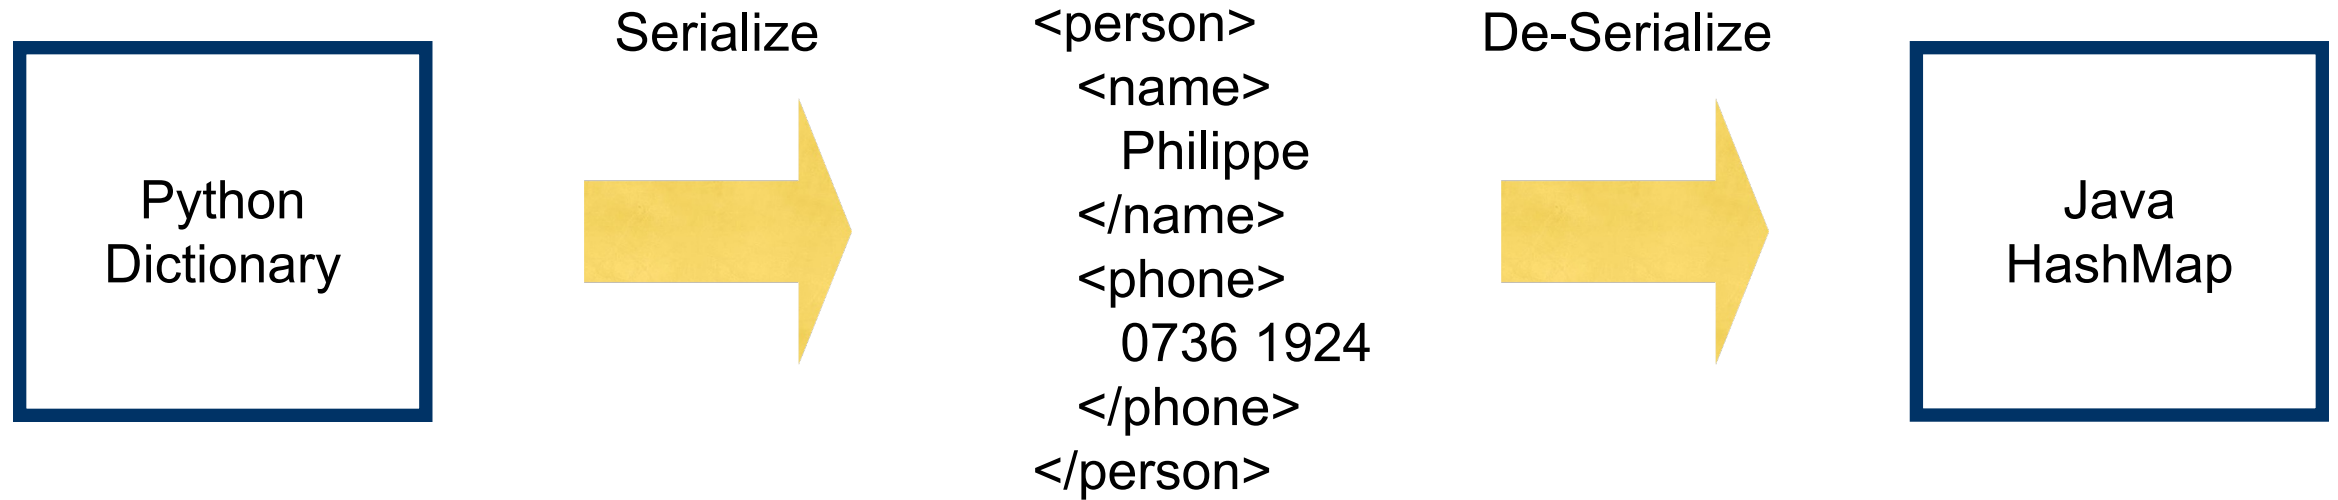 Python
Dictionary
Serialize
<person>
<name>
Philippe
</name>
<phone>
0736 1924
</phone>
</person>
De-Serialize
Java
HashMap